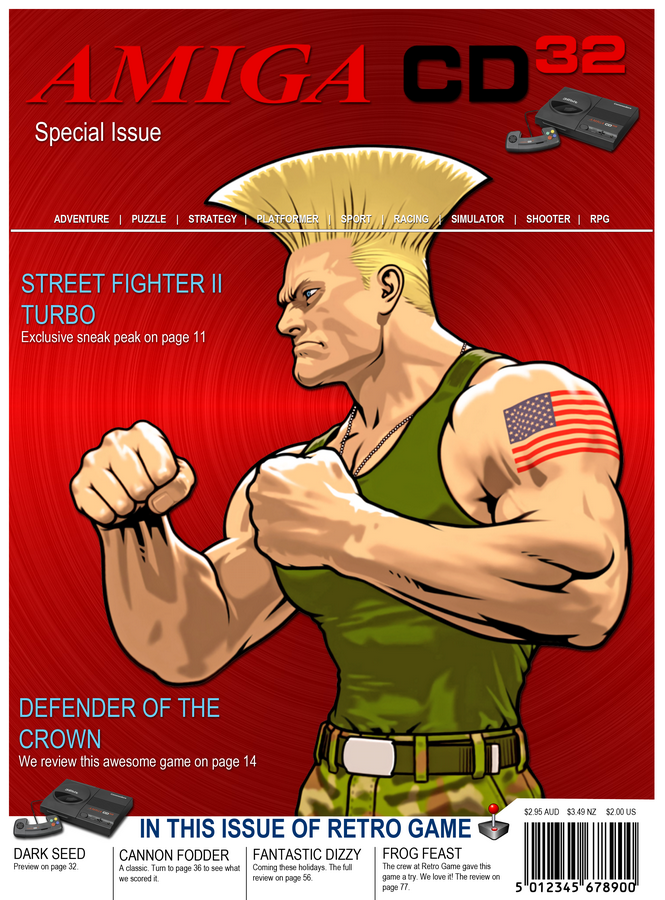 AMIGA CD32
Special Issue
ADVENTURE | PUZZLE | STRATEGY | PLATFORMER | SPORT | RACING | SIMULATOR | SHOOTER | RPG
STREET FIGHTER II
TURBO
Exclusive sneak peak on page 11
DEFENDER OF THE
CROWN
We review this awesome game on page 14
IN THIS ISSUE OF RETRO GAME
DARK SEED
Preview on page 32.
CANNON FODDER
A classic. Turn to page 36 to see what
we scored it.
FANTASTIC DIZZY
Coming these holidays. The full
review on page 56.
FROG FEAST
The crew at Retro Game gave this
game a try. We love it! The review on
page 77.
$2.95 AUD $3.49 NZ $2.00 US
5 012345 678900